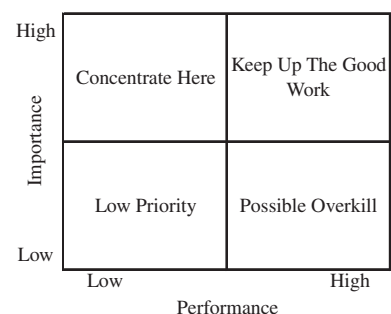 High
Concentrate Here
Keep Up The Good
Work
Importance
Low Priority
Possible Overkill
Low
Low
High
Performance